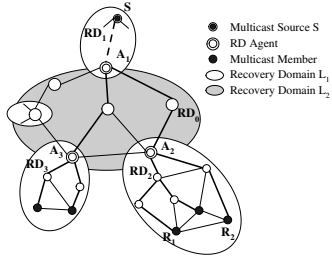 S
RD1
A1
RD0
A3
A2
RD3
RD2
R1
R2
Multicast Source S
RD Agent
Multicast Member
Recovery Domain L1
Recovery Domain L2